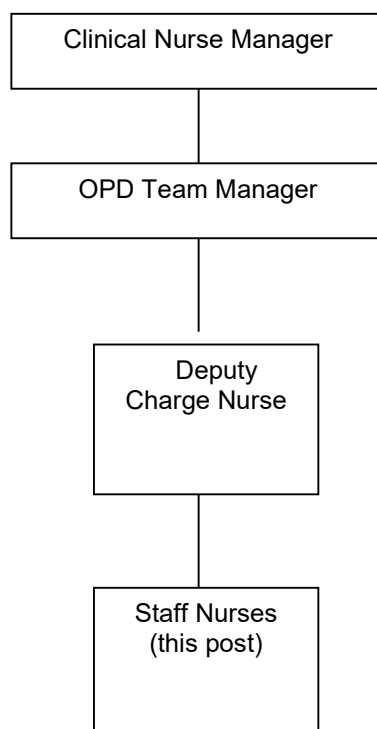 Clinical Nurse Manager
OPD Team Manager
Deputy
Charge Nurse
Staff Nurses
(this post)